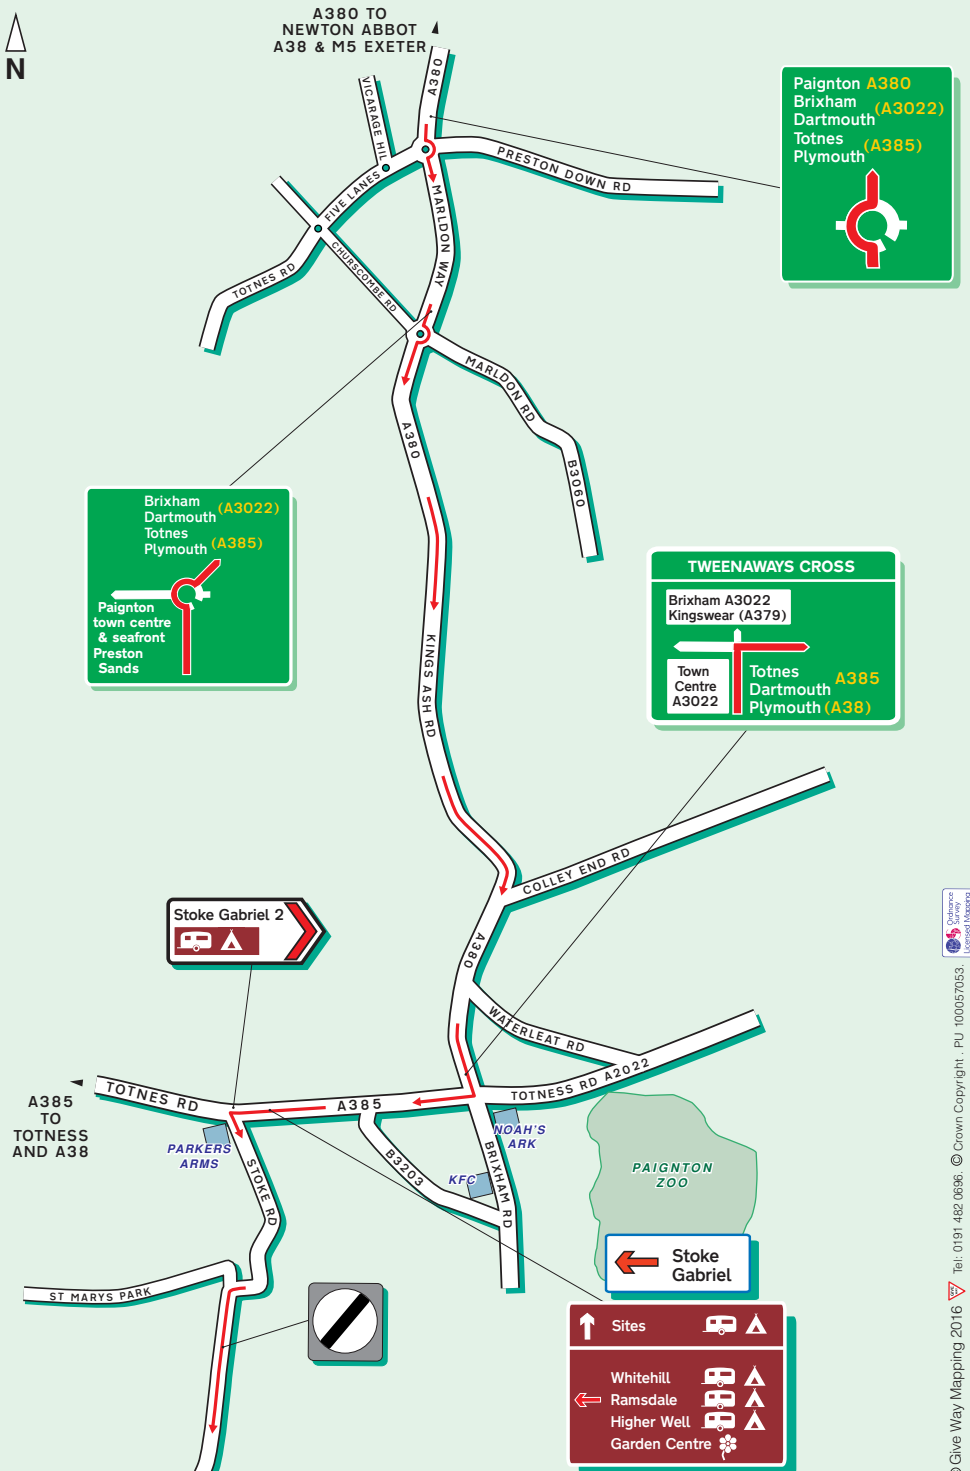 A380 TO
NEWTON ABBOT
A38 & M5 EXETER
N
A380
VICARAGE HIL
PRESTON DOWN RD
FIVE LANES
MARLDON WAY
TOTNES RD
CHURSCOMBE RD
Paignton A380
Brixham
Dartmouth (A3022)
Totnes
Plymouth (A385)
MARLDON RD
B3060
A380
Brixham
Dartmouth (A3022)
Totnes
Plymouth (A385)
Paignton
town centre
& seafront
Preston
Sands
KINGS ASH RD
TWEENAWAYS CROSS
Brixham A3022
Kingswear (A379)
Town
Centre
A3022
Totnes
Dartmouth A385
Plymouth (A38)
COLLEY END RD
Stoke Gabriel 2
A380
WATERLEAT RD
TOTNESS RD A2022
TOTNES RD
A385
A385
TO
TOTNESS
AND A38
PARKERS
ARMS
NOAH'S
ARK
STOKE RD
B3203
KFC
BRIXHAM RD
PAIGNTON
ZOO
Stoke
Gabriel
ST MARYS PARK
Sites
Whitehill
Ramsdale
Higher Well
Garden Centre
Ordnance
Survey
Licensed Mapping
Give Way Mapping 2016 Tel: 0191 482 0696. © Crown Copyright . PU 100057053.